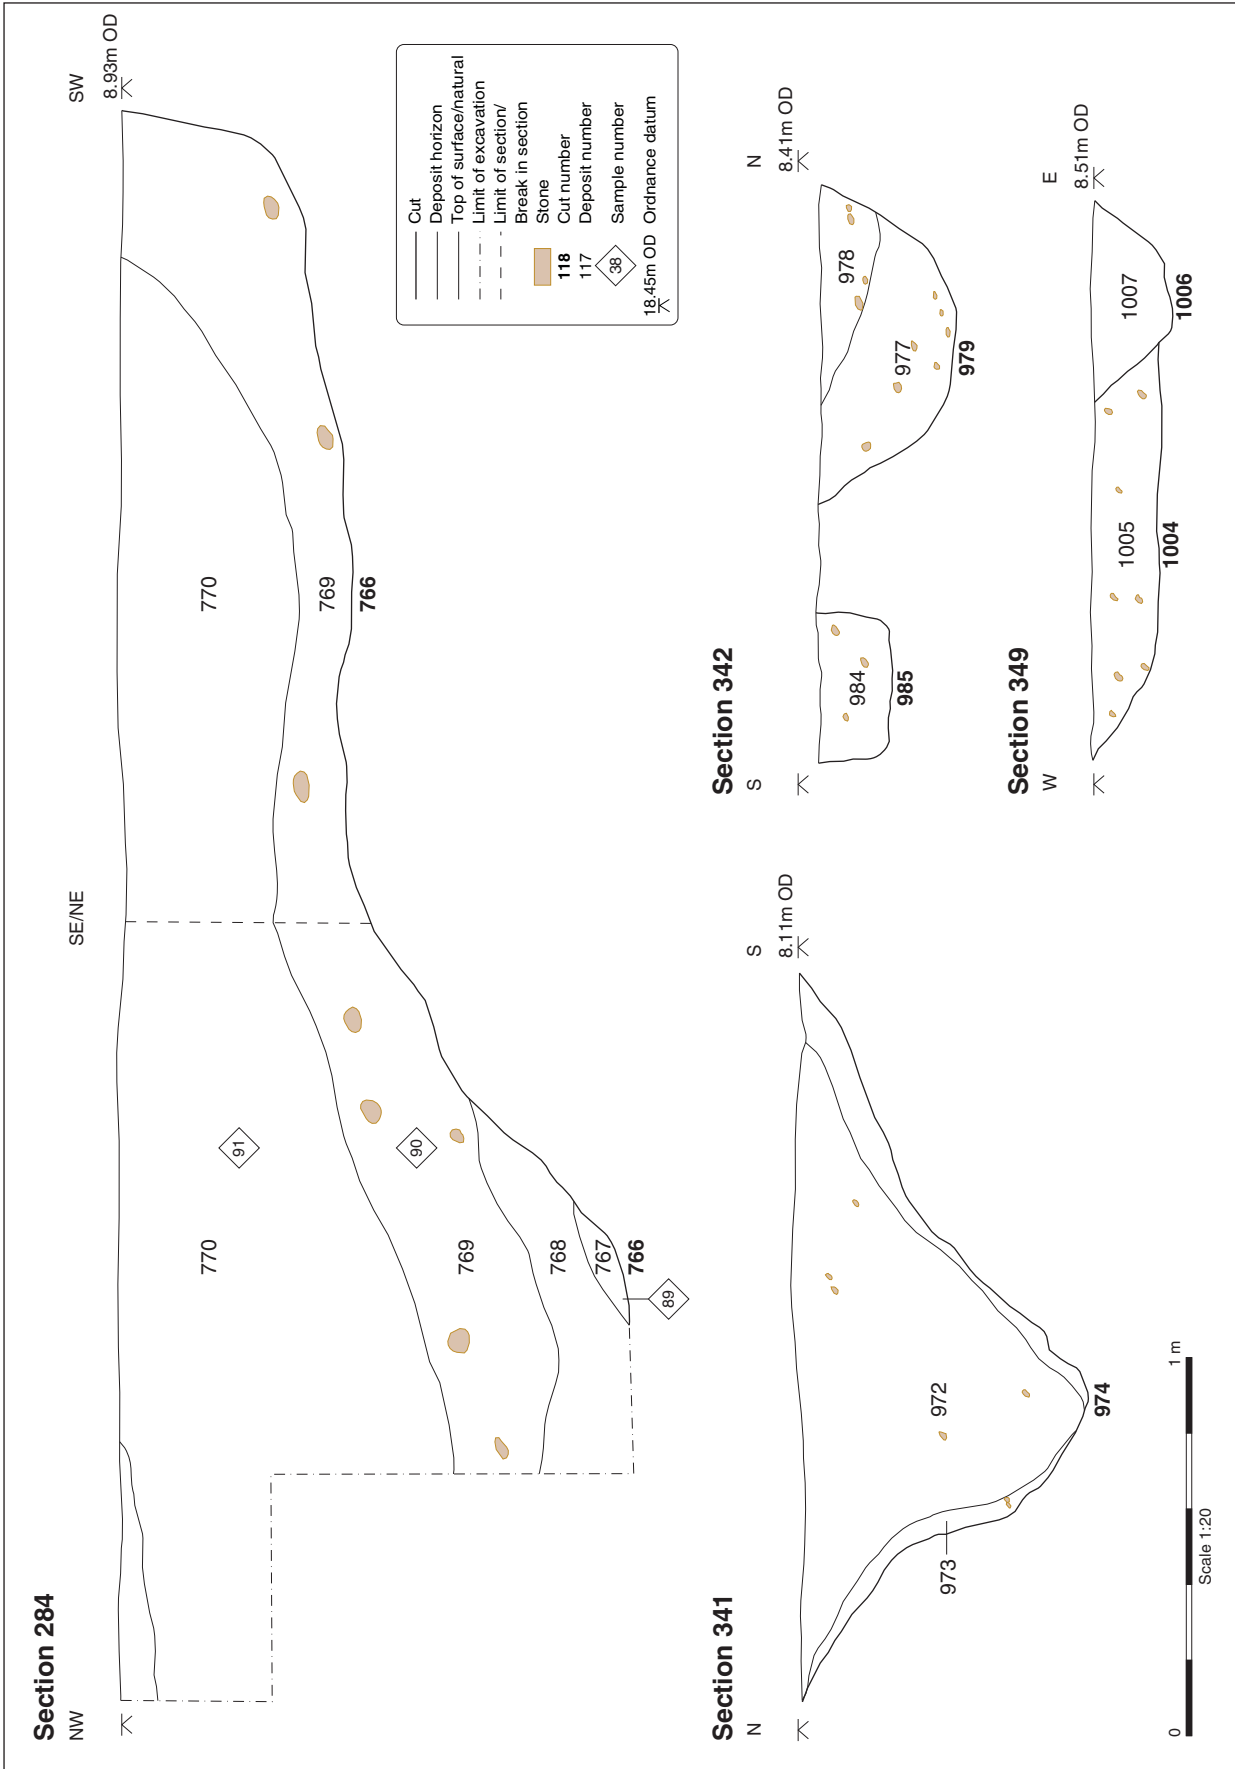 Section 284
NW
SE/NE
SW
8.93m OD
770
91
770
769
90
769
766
768
767
766
89
Cut
Deposit horizon
Top of surface/natural
Limit of excavation
Limit of section/
Break in section
Stone
118 Cut number
117 Deposit number
38 Sample number
18.45m OD Ordnance datum
Section 341
N
S
8.11m OD
972
973
974
Section 342
S
N
8.41m OD
984
985
978
977
979
Section 349
W
E
8.51m OD
1005
1004
1007
1006
0
1 m
Scale 1:20